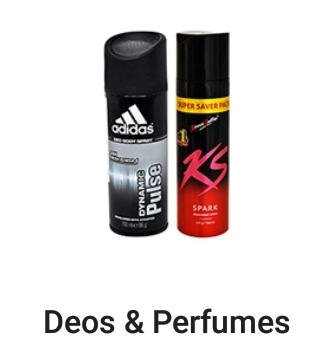 adidas
DEO BODY SPRAY
DYNAMIC
Pulse
SUPER SAVER PACK
KS
SPARK
Deos & Perfumes